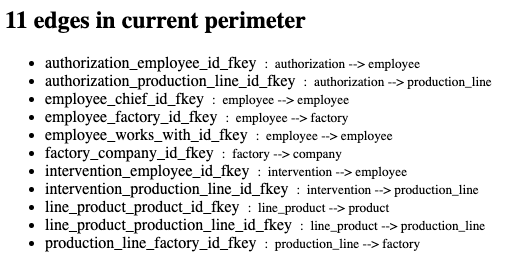 11 edges in current perimeter
• authorization_employee_id_fkey : authorization --> employee
• authorization_production_line_id_fkey : authorization --> production_line
• employee_chief_id_fkey : employee --> employee
• employee_factory_id_fkey : employee --> factory
• employee_works_with_id_fkey : employee --> employee
• factory_company_id_fkey : factory --> company
• intervention_employee_id_fkey : intervention --> employee
• intervention_production_line_id_fkey : intervention --> production_line
• line_product_product_id_fkey : line_product --> product
• line_product_production_line_id_fkey : line_product --> production_line
• production_line_factory_id_fkey : production_line --> factory